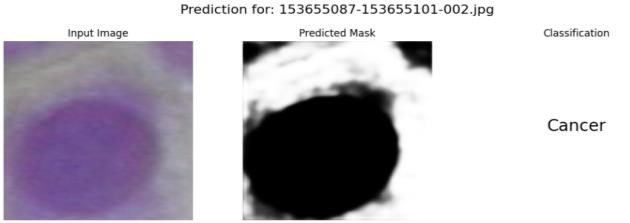 Prediction for: 153655087-153655101-002.jpg
Input Image
Predicted Mask
Classification
Cancer